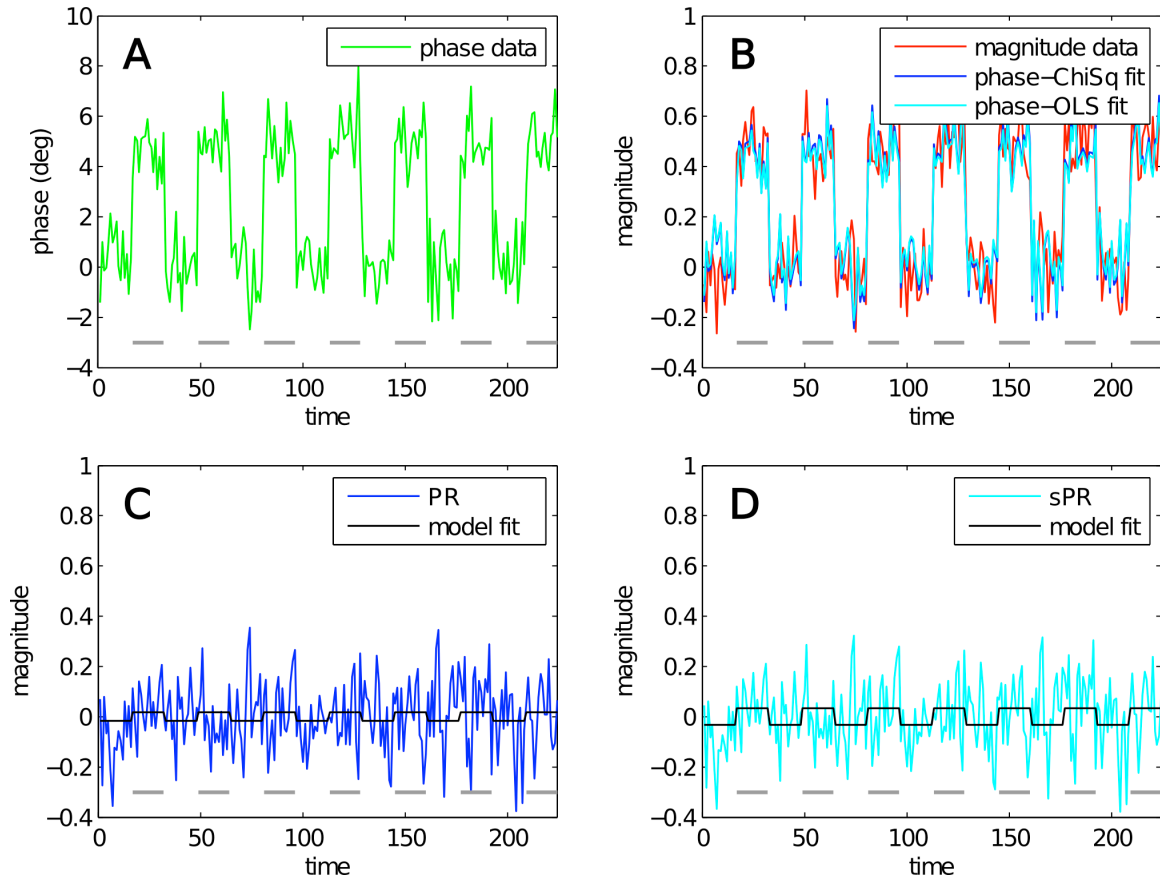 A
phase data
phase (deg)
10
8
6
4
2
0
−2
−4
0
50
100
150
200
time
B
magnitude data
phase−ChiSq fit
phase−OLS fit
magnitude
1
0.8
0.6
0.4
0.2
0
−0.2
−0.4
0
50
100
150
200
time
C
PR
model fit
magnitude
1
0.8
0.6
0.4
0.2
0
−0.2
−0.4
0
50
100
150
200
time
D
sPR
model fit
magnitude
1
0.8
0.6
0.4
0.2
0
−0.2
−0.4
0
50
100
150
200
time